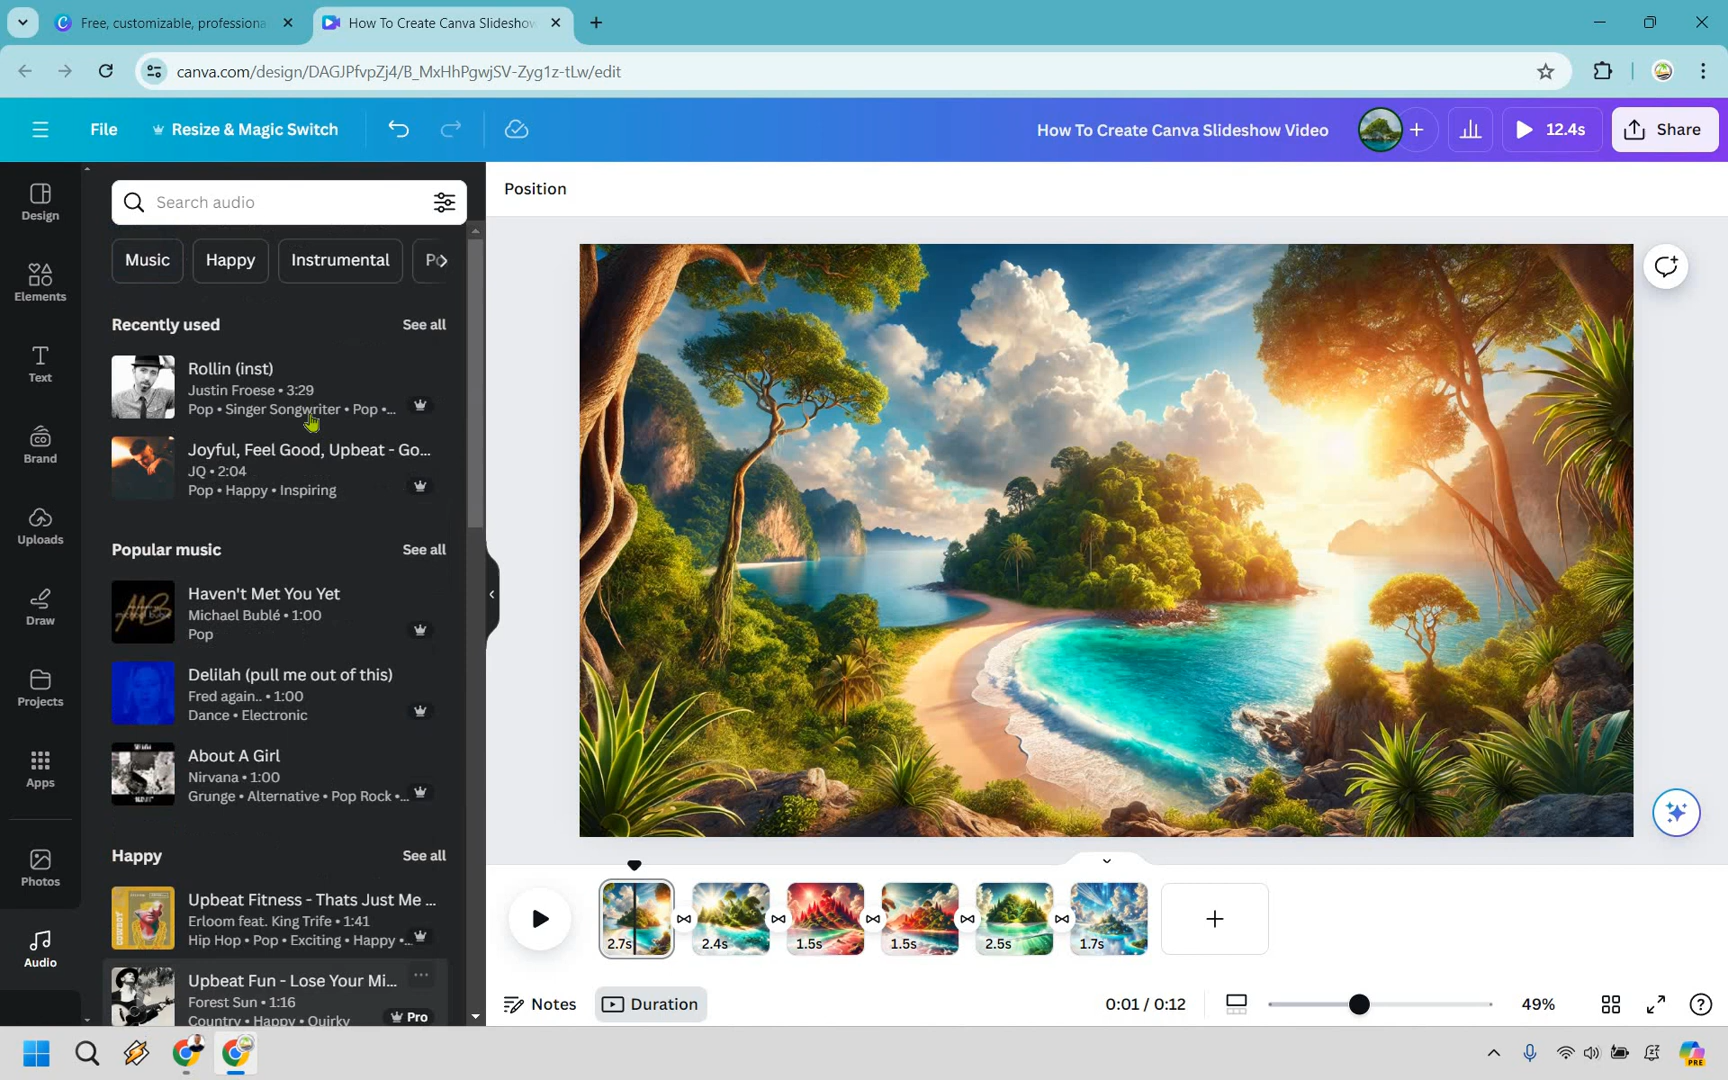 Free, customizable, professiona
How To Create Canva Slideshow
canva.com/design/DAGJPfvpZj4/B_MxHhPgwjSV-Zyg1z-tLw/edit
File
Resize & Magic Switch
How To Create Canva Slideshow Video
12.4s
Share
Design
Elements
Text
Brand
Uploads
Draw
Projects
Apps
Photos
Audio
Search audio
Music
Happy
Instrumental
Recently used
See all
Rollin (inst)
Justin Froese • 3:29
Pop • Singer Songwriter • Pop •...
Joyful, Feel Good, Upbeat - Go...
JQ • 2:04
Pop • Happy • Inspiring
Popular music
See all
Haven't Met You Yet
Michael Bublé • 1:00
Pop
Delilah (pull me out of this)
Fred again.. • 1:00
Dance • Electronic
About A Girl
Nirvana • 1:00
Grunge • Alternative • Pop Rock •...
Happy
See all
Upbeat Fitness - Thats Just Me ...
Erloom feat. King Trife • 1:41
Hip Hop • Pop • Exciting • Happy •...
Upbeat Fun - Lose Your Mi...
Forest Sun • 1:16
Country • Happy • Quirky
Pro
Position
2.7s
2.4s
1.5s
1.5s
2.5s
1.7s
Notes
Duration
0:01 / 0:12
49%